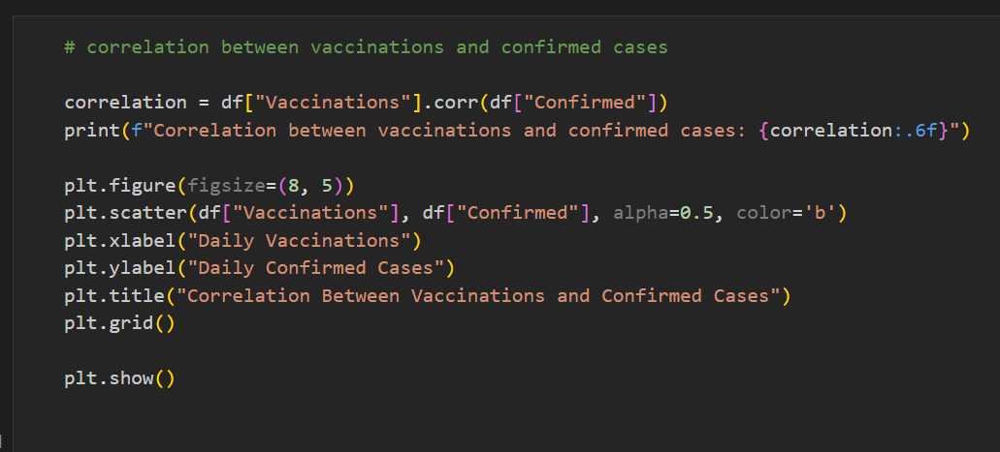 # correlation between vaccinations and confirmed cases
correlation = df["Vaccinations"].corr(df["Confirmed"])
print(f"Correlation between vaccinations and confirmed cases: {correlation:.6f}")
plt.figure(figsize=(8, 5))
plt.scatter(df["Vaccinations"], df["Confirmed"], alpha=0.5, color='b')
plt.xlabel("Daily Vaccinations")
plt.ylabel("Daily Confirmed Cases")
plt.title("Correlation Between Vaccinations and Confirmed Cases")
plt.grid()
plt.show()